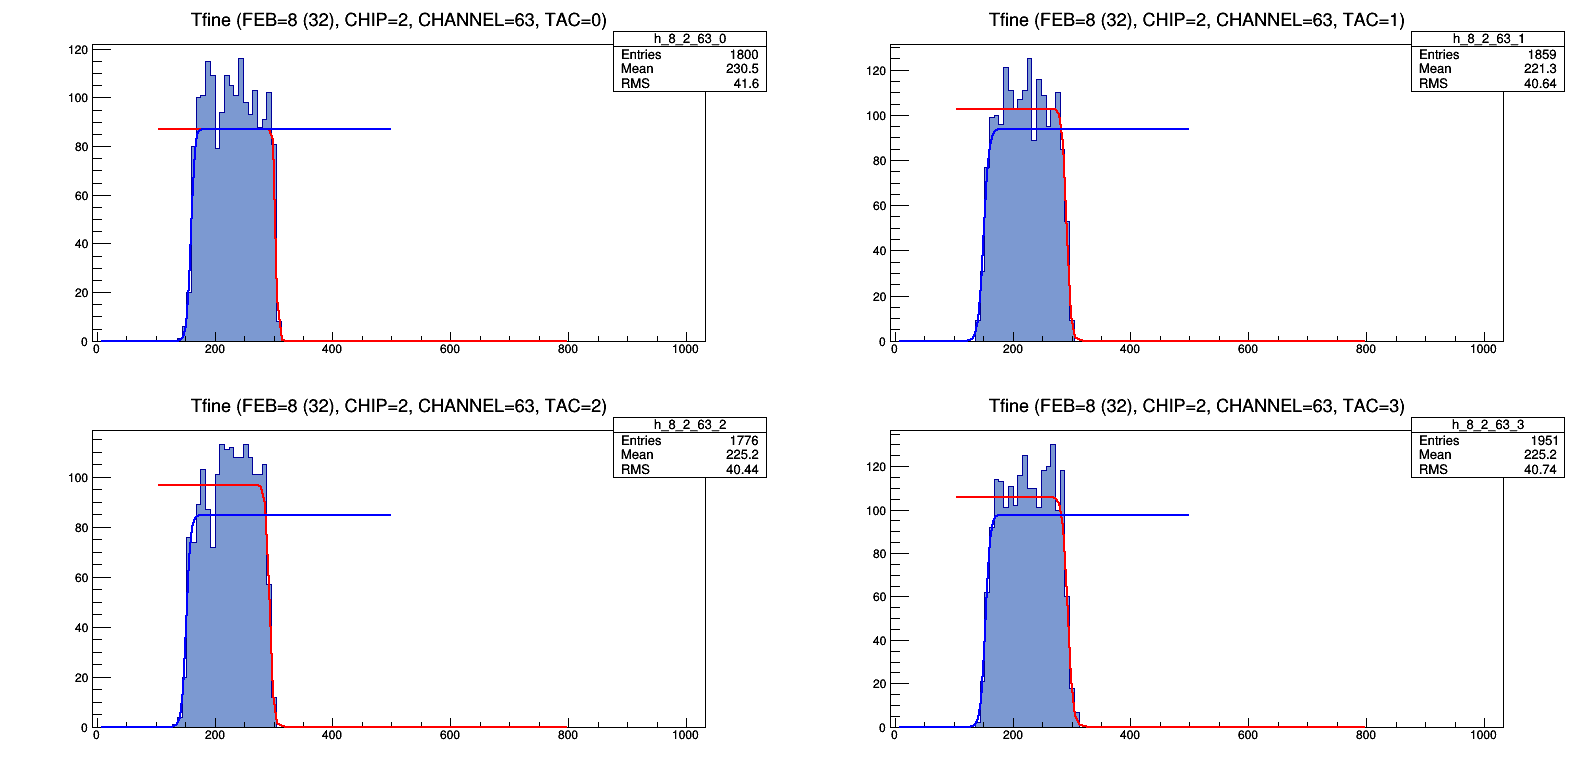 Tfine (FEB=8 (32), CHIP=2, CHANNEL=63, TAC=0)
h_8_2_63_0
Entries 1800
Mean 230.5
RMS 41.6
120
100
80
60
40
20
0
0 200 400 600 800 1000
Tfine (FEB=8 (32), CHIP=2, CHANNEL=63, TAC=1)
h_8_2_63_1
Entries 1859
Mean 221.3
RMS 40.64
120
100
80
60
40
20
0
0 200 400 600 800 1000
Tfine (FEB=8 (32), CHIP=2, CHANNEL=63, TAC=2)
h_8_2_63_2
Entries 1776
Mean 225.2
RMS 40.44
100
80
60
40
20
0
0 200 400 600 800 1000
Tfine (FEB=8 (32), CHIP=2, CHANNEL=63, TAC=3)
h_8_2_63_3
Entries 1951
Mean 225.2
RMS 40.74
120
100
80
60
40
20
0
0 200 400 600 800 1000